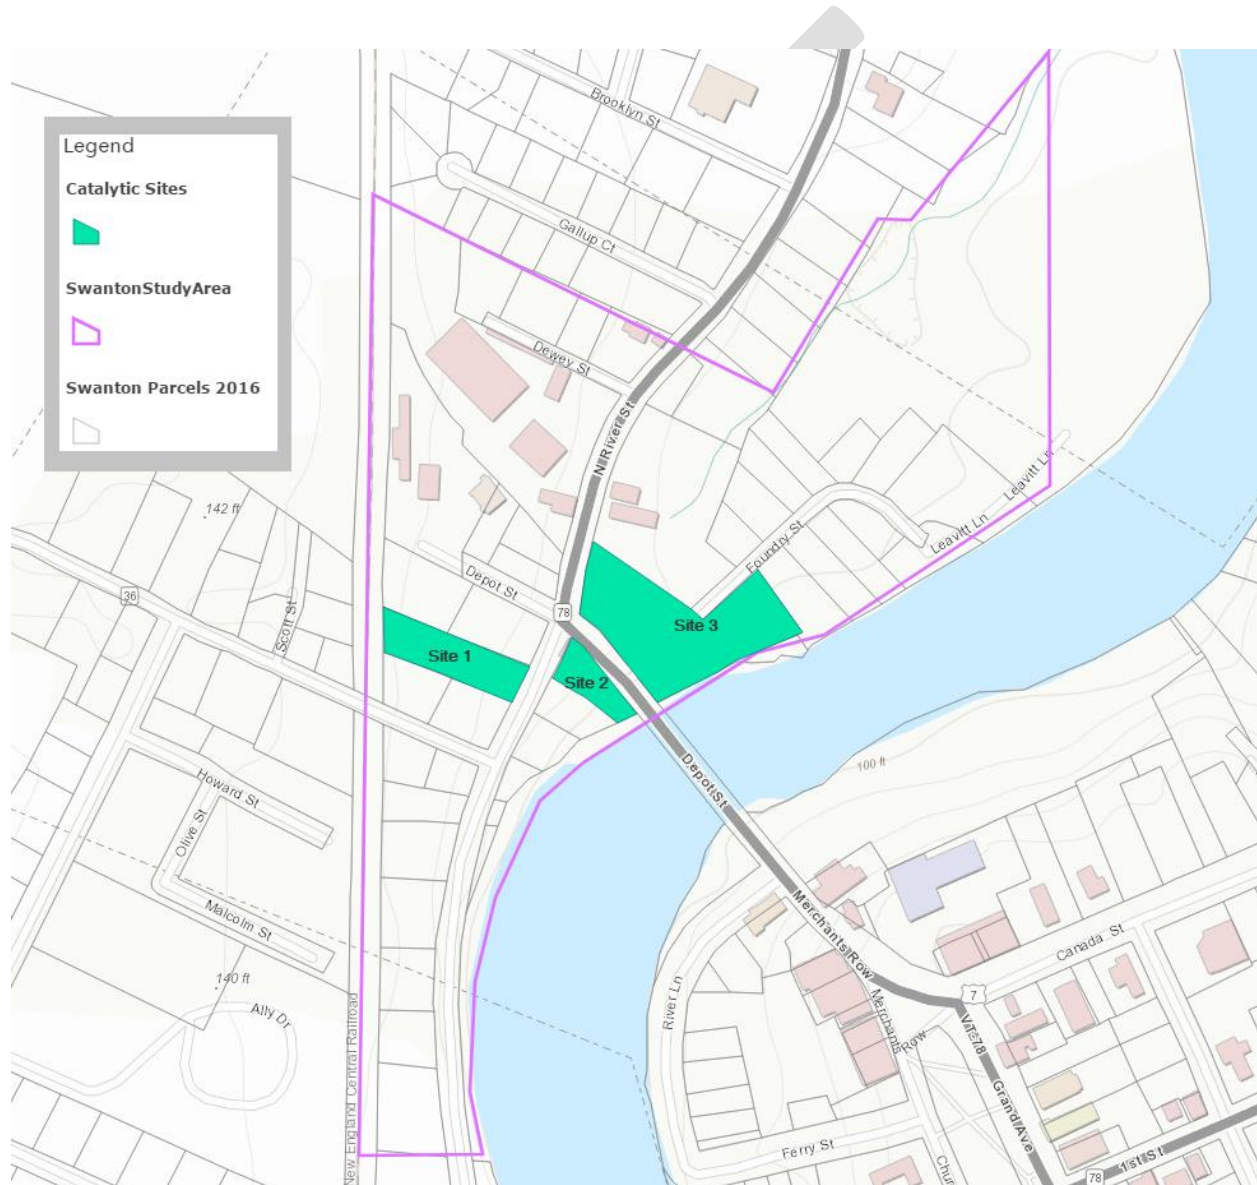 Legend
Catalytic Sites
SwantonStudyArea
Swanton Parcels 2016
Brooklyn St
Gallup Ct
Dewey St
N River St
Leavitt Ln
Leavitt Ln
Foundry St
142 ft
36
Scott St
Depot St
78
Site 1
Site 2
Site 3
Howard St
Olive St
Malcolm St
140 ft
Ally Dr
New England Central Railroad
Depot St
100 ft
Merchants Row
Canada St
7
River Ln
Merchants Row
VT-78
Grand Ave
Ferry St
78
1st St